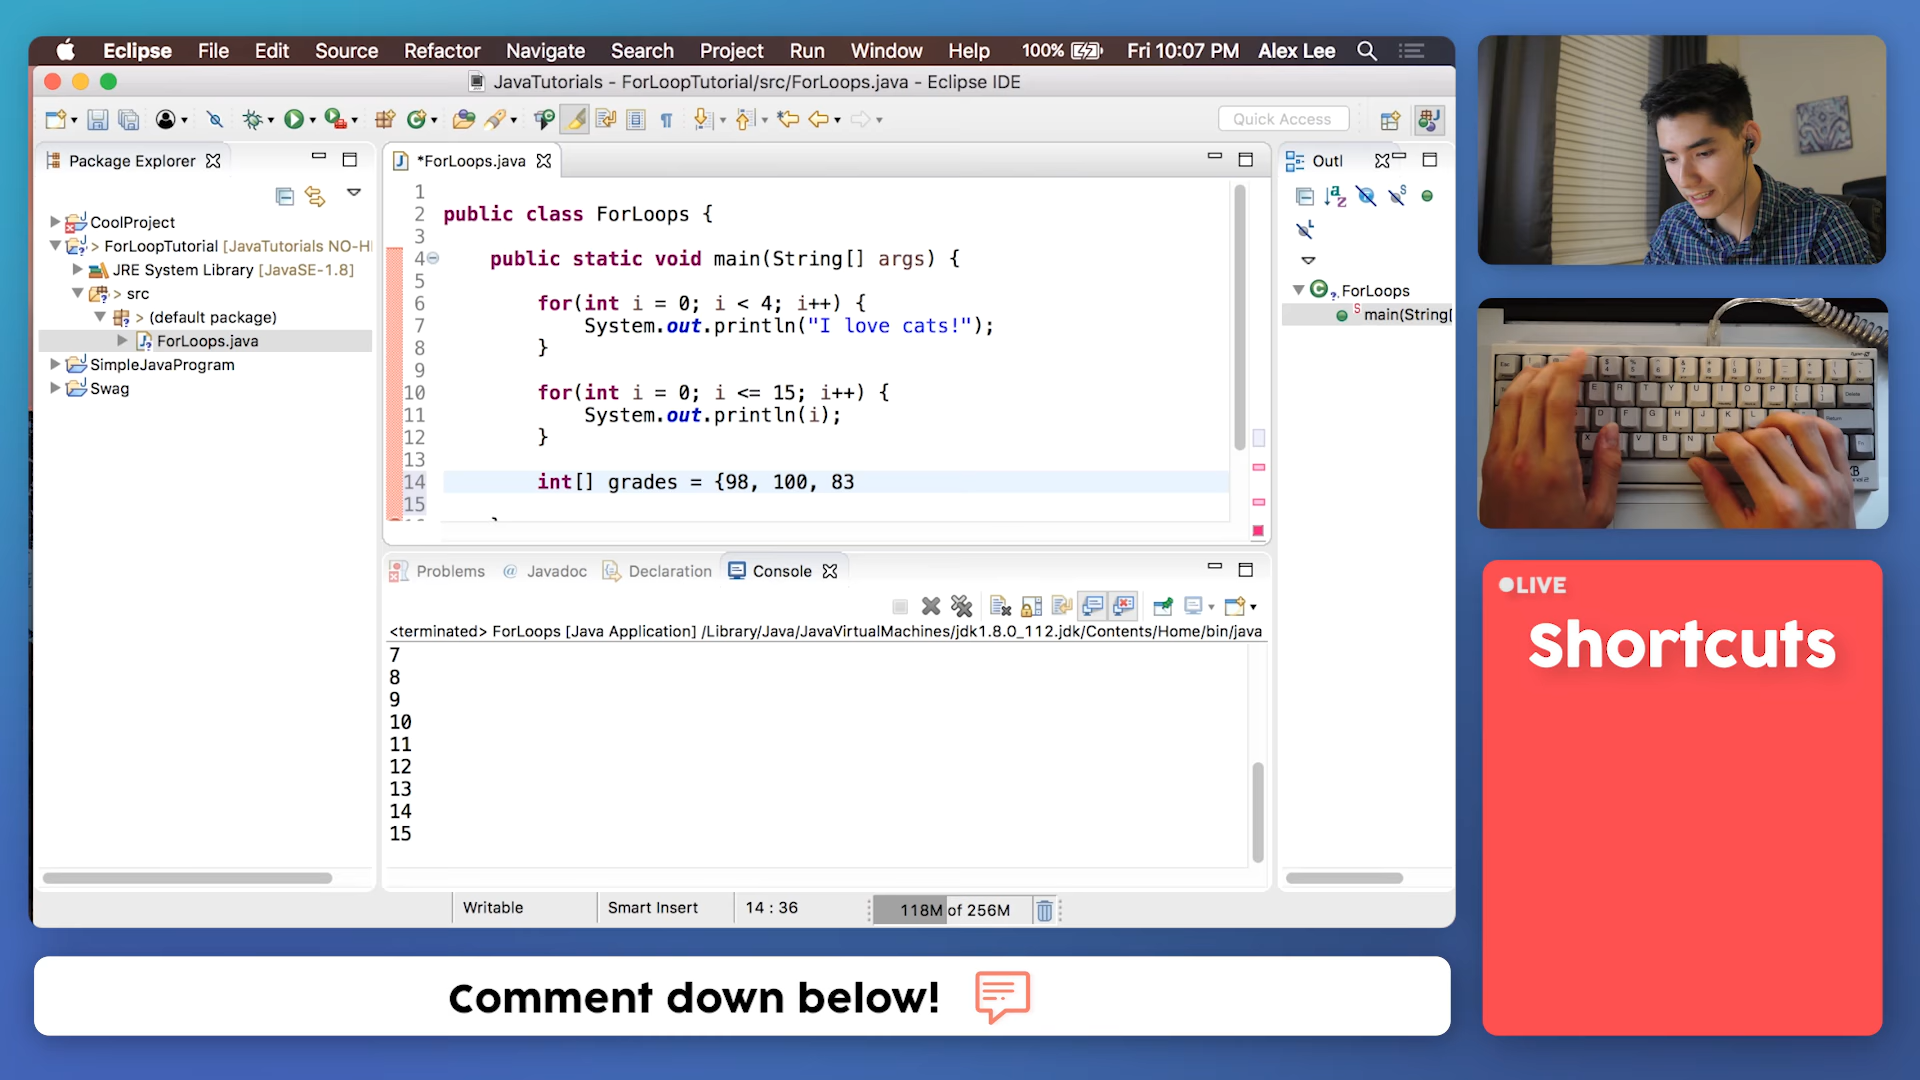 Eclipse File Edit Source Refactor Navigate Search Project Run Window Help 100% Fri 10:07 PM Alex Lee
JavaTutorials - ForLoopTutorial/src/ForLoops.java - Eclipse IDE
Quick Access
Package Explorer
CoolProject
> ForLoopTutorial [JavaTutorials NO-H
JRE System Library [JavaSE-1.8]
> src
> (default package)
ForLoops.java
SimpleJavaProgram
Swag
*ForLoops.java
1
2 public class ForLoops {
3
4 public static void main(String[] args) {
5
6 for(int i = 0; i < 4; i++) {
7 System.out.println("I love cats!");
8 }
9
10 for(int i = 0; i <= 15; i++) {
11 System.out.println(i);
12 }
13
14 int[] grades = {98, 100, 83
15
Outl
ForLoops
main(String[
Problems @ Javadoc Declaration Console
<terminated> ForLoops [Java Application] /Library/Java/JavaVirtualMachines/jdk1.8.0_112.jdk/Contents/Home/bin/java
7
8
9
10
11
12
13
14
15
Writable Smart Insert 14 : 36 118M of 256M
Comment down below!
LIVE
Shortcuts